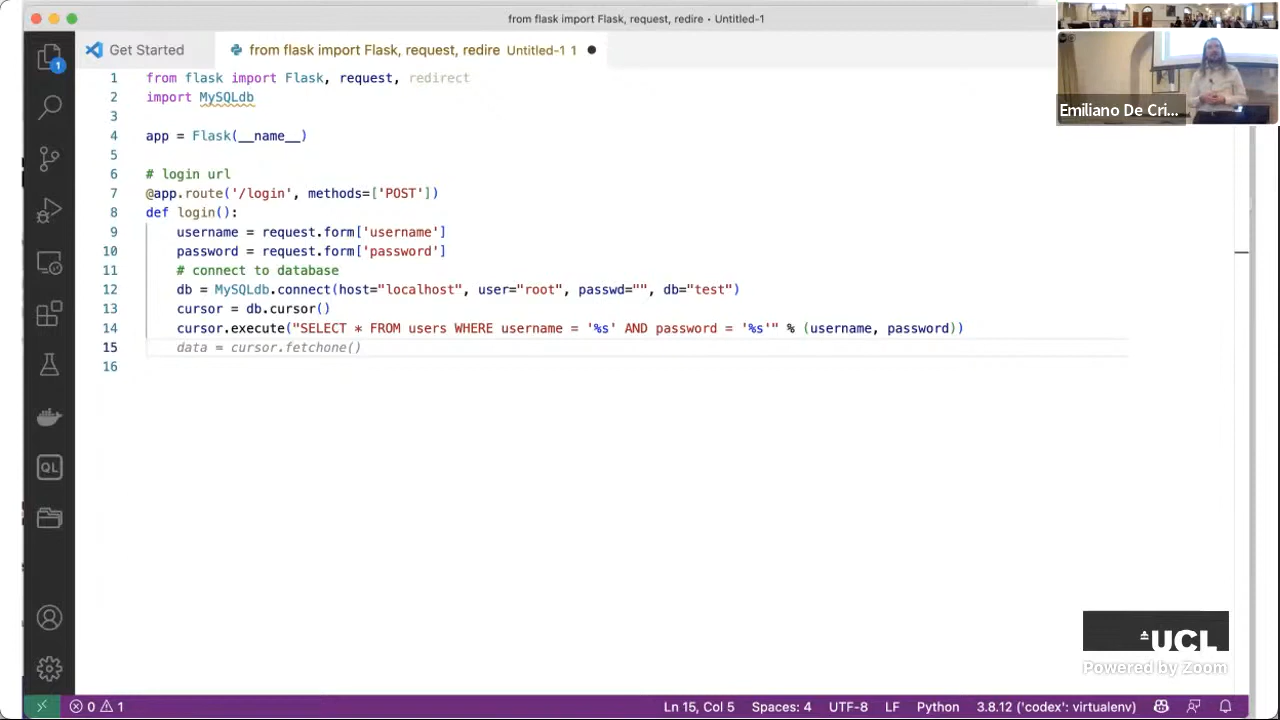 from flask import Flask, request, redire • Untitled-1
Get Started
from flask import Flask, request, redire Untitled-1 1
1
1 from flask import Flask, request, redirect
2 import MySQLdb
3
4 app = Flask(__name__)
5
6 # login url
7 @app.route('/login', methods=['POST'])
8 def login():
9 username = request.form['username']
10 password = request.form['password']
11 # connect to database
12 db = MySQLdb.connect(host="localhost", user="root", passwd="", db="test")
13 cursor = db.cursor()
14 cursor.execute("SELECT * FROM users WHERE username = '%s' AND password = '%s'" % (username, password))
15 data = cursor.fetchone()
16
QL
Emiliano De Cri...
UCL
Powered by Zoom
0 1
Ln 15, Col 5 Spaces: 4 UTF-8 LF Python 3.8.12 ('codex': virtualenv)